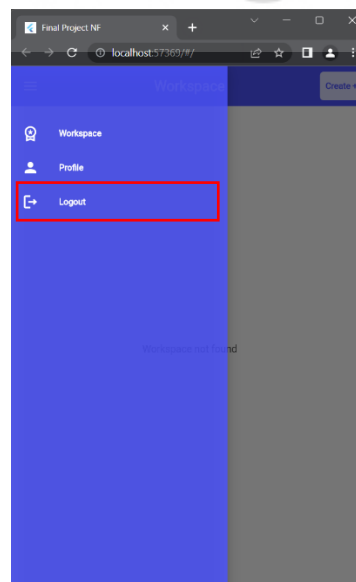 Final Project NF
localhost:57369/#/
Workspace
Create
Workspace
Profile
Logout
Workspace not found